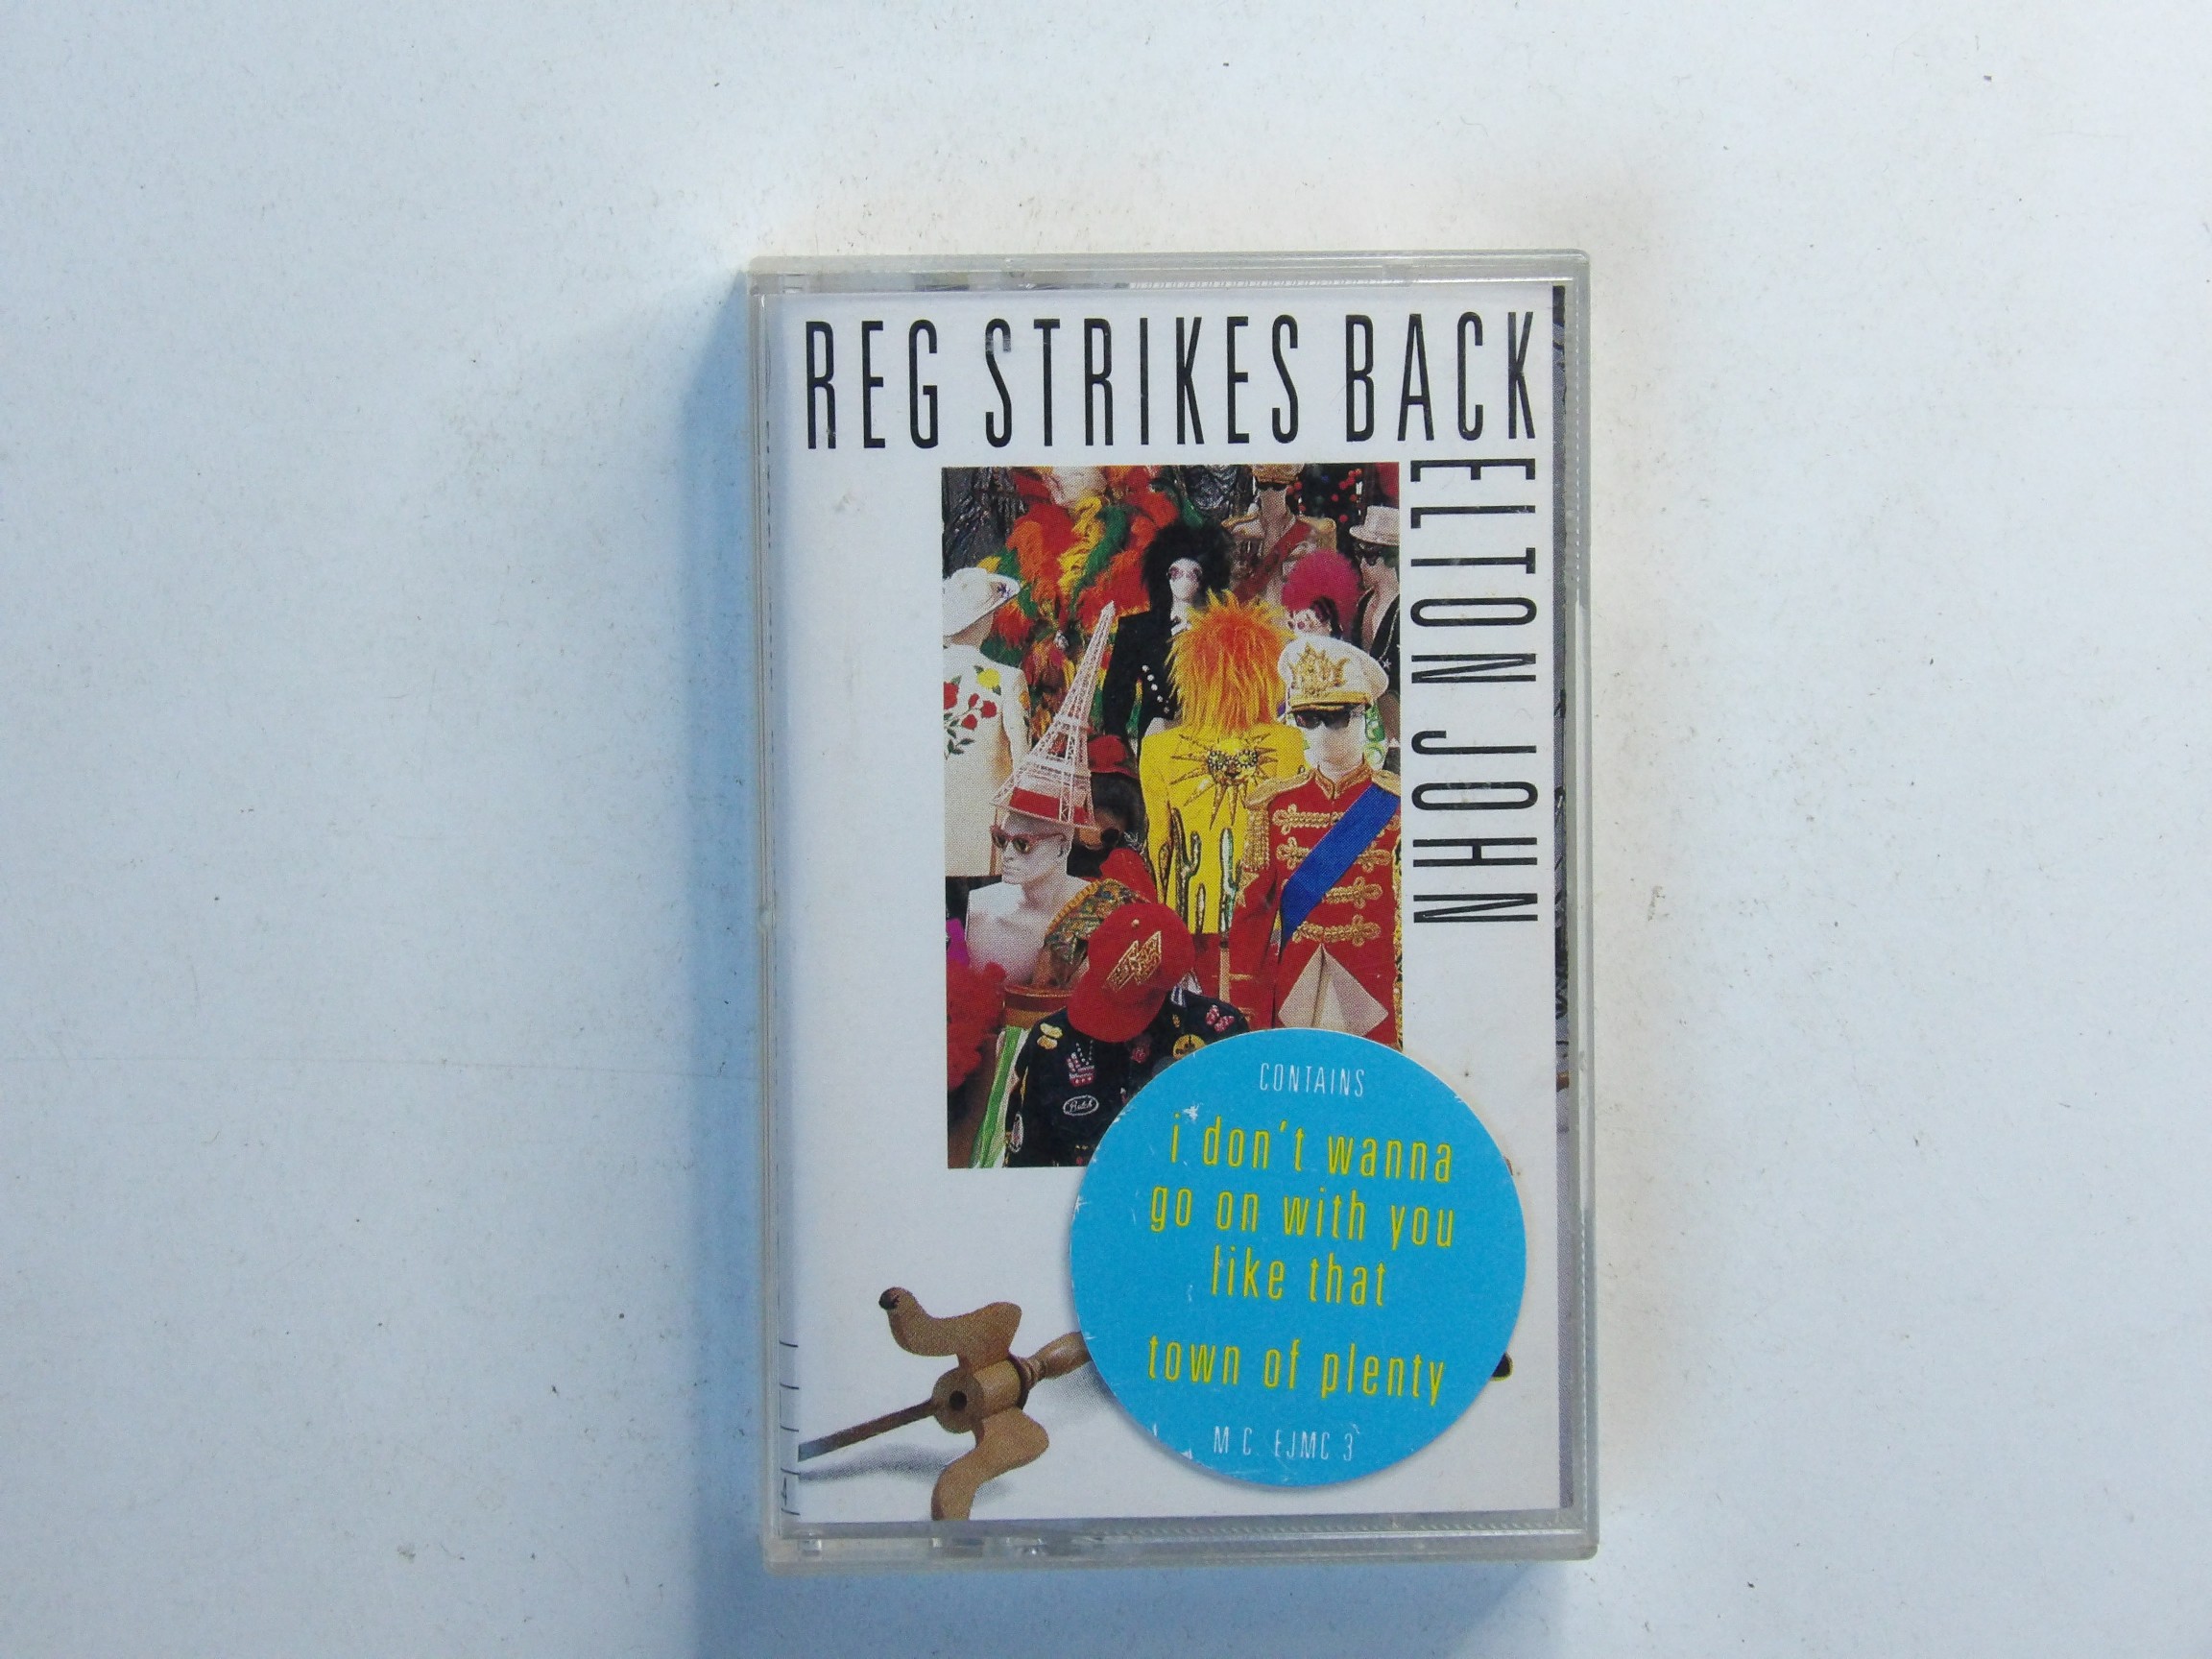 REG STRIKES BACK
ELTON JOHN
CONTAINS
i don't wanna
go on with you
like that
town of plenty
MC EJMC 3